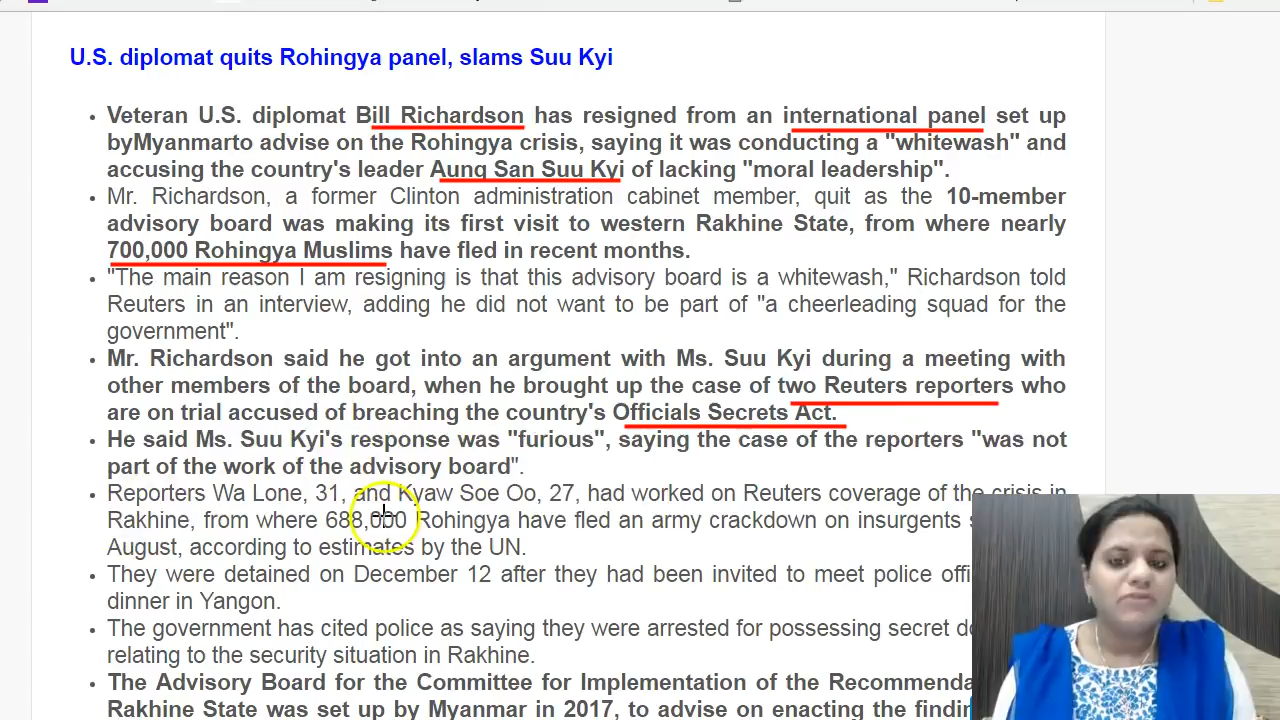 U.S. diplomat quits Rohingya panel, slams Suu Kyi
• Veteran U.S. diplomat Bill Richardson has resigned from an international panel set up
byMyanmarto advise on the Rohingya crisis, saying it was conducting a "whitewash" and
accusing the country's leader Aung San Suu Kyi of lacking "moral leadership".
• Mr. Richardson, a former Clinton administration cabinet member, quit as the 10-member
advisory board was making its first visit to western Rakhine State, from where nearly
700,000 Rohingya Muslims have fled in recent months.
• "The main reason I am resigning is that this advisory board is a whitewash," Richardson told
Reuters in an interview, adding he did not want to be part of "a cheerleading squad for the
government".
• Mr. Richardson said he got into an argument with Ms. Suu Kyi during a meeting with
other members of the board, when he brought up the case of two Reuters reporters who
are on trial accused of breaching the country's Officials Secrets Act.
• He said Ms. Suu Kyi's response was "furious", saying the case of the reporters "was not
part of the work of the advisory board".
• Reporters Wa Lone, 31, and Kyaw Soe Oo, 27, had worked on Reuters coverage of the crisis in
Rakhine, from where 688,000 Rohingya have fled an army crackdown on insurgents
August, according to estimates by the UN.
• They were detained on December 12 after they had been invited to meet police
dinner in Yangon.
• The government has cited police as saying they were arrested for possessing secret
relating to the security situation in Rakhine.
• The Advisory Board for the Committee for Implementation of the
Rakhine State was set up by Myanmar in 2017, to advise on enacting the